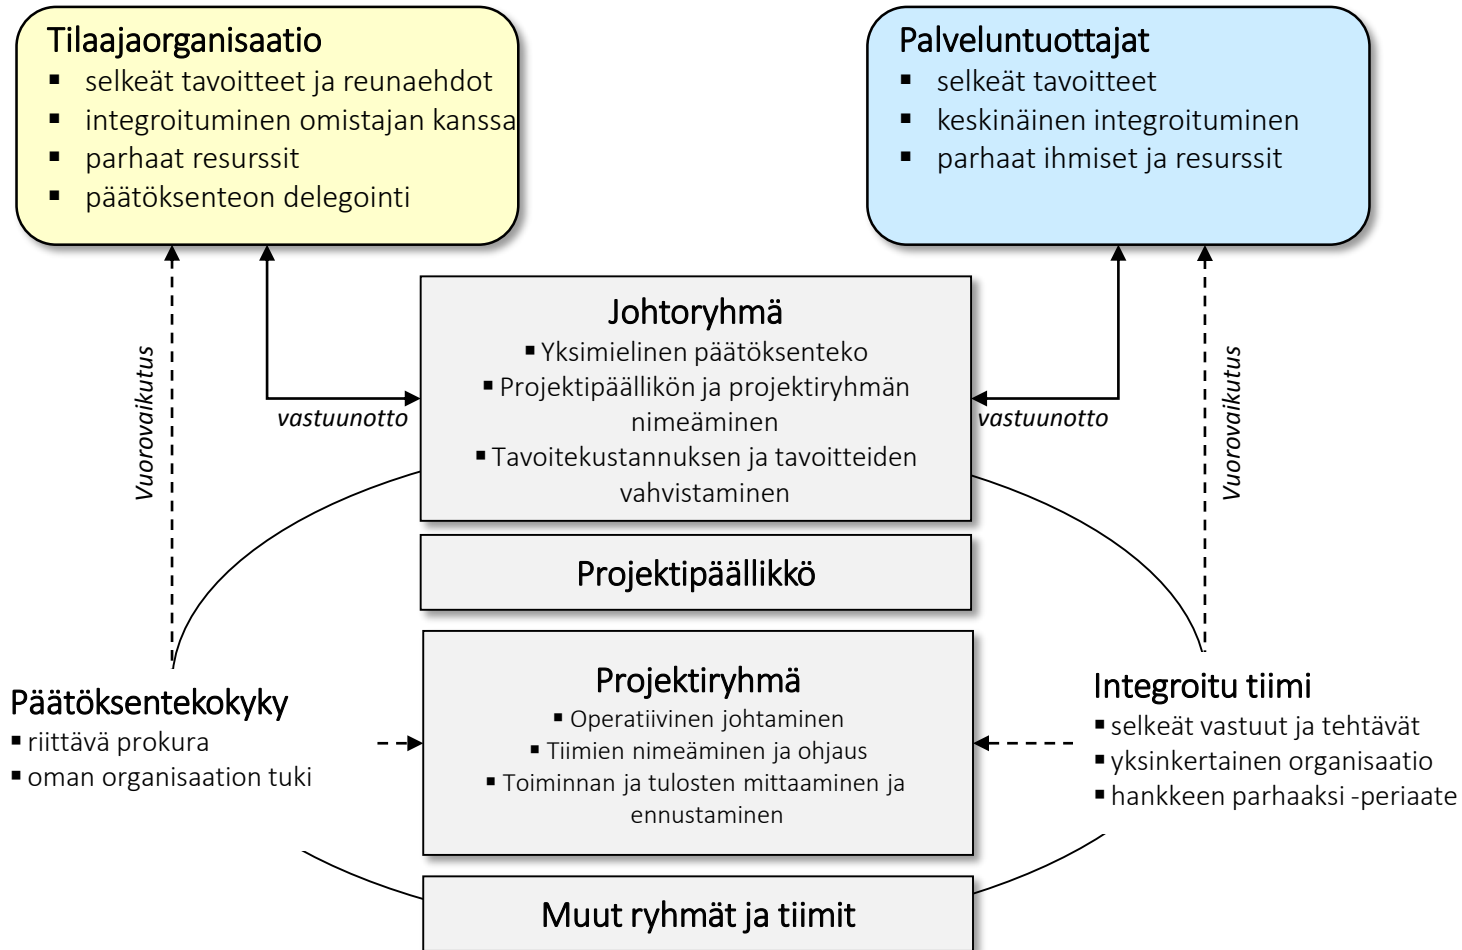 Tilaajaorganisaatio
▪ selkeät tavoitteet ja reunaehdot
▪ integroituminen omistajan kanssa
▪ parhaat resurssit
▪ päätöksenteon delegointi
Palveluntuottajat
▪ selkeät tavoitteet
▪ keskinäinen integroituminen
▪ parhaat ihmiset ja resurssit
Johtoryhmä
▪ Yksimielinen päätöksenteko
▪ Projektipäällikön ja projektiryhmän
nimeäminen
▪ Tavoitekustannuksen ja tavoitteiden
vahvistaminen
Vuorovaikutus
vastuunotto
vastuunotto
Vuorovaikutus
Projektipäällikkö
Päätöksentekokyky
▪ riittävä prokura
▪ oman organisaation tuki
Projektiryhmä
▪ Operatiivinen johtaminen
▪ Tiimien nimeäminen ja ohjaus
▪ Toiminnan ja tulosten mittaaminen ja
ennustaminen
Integroitu tiimi
▪ selkeät vastuut ja tehtävät
▪ yksinkertainen organisaatio
▪ hankkeen parhaaksi -periaate
Muut ryhmät ja tiimit